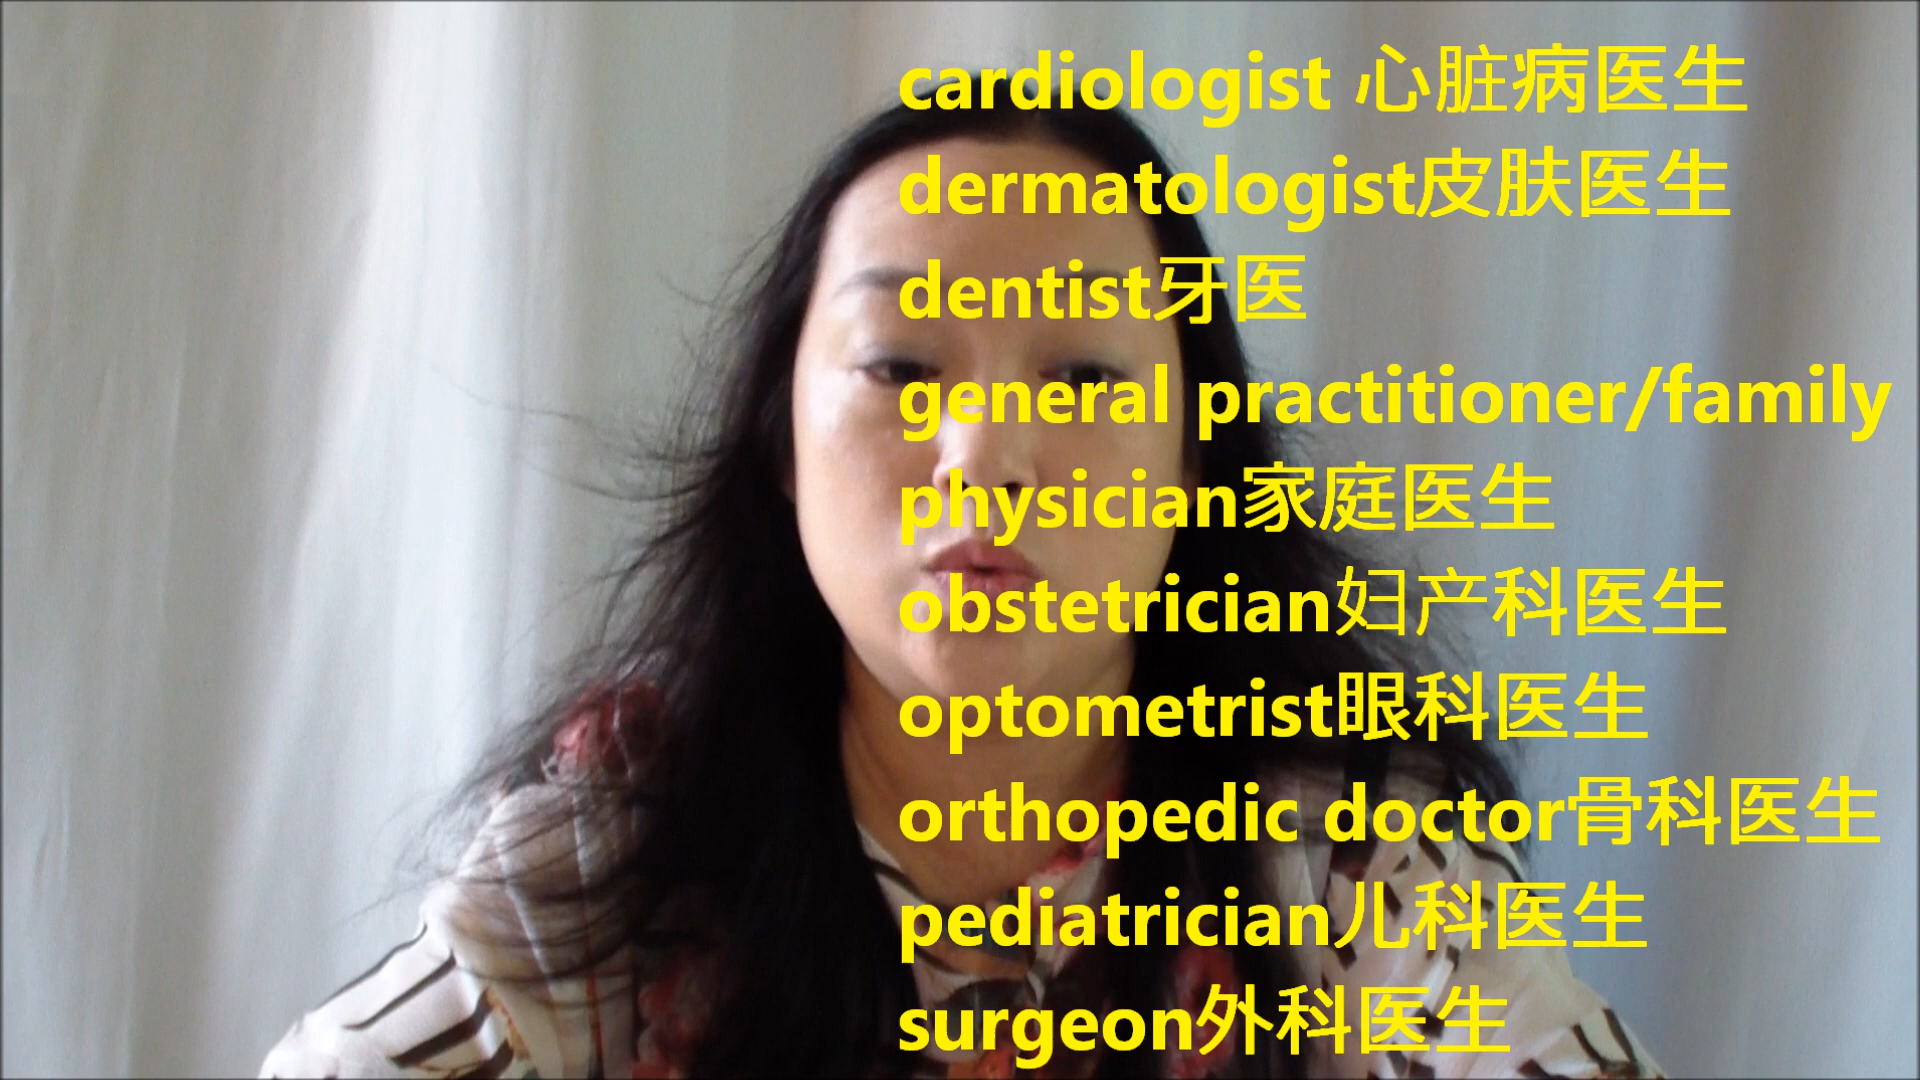 cardiologist 心脏病医生
dermatologist皮肤医生
dentist牙医
general practitioner/family
physician家庭医生
obstetrician妇产科医生
optometrist眼科医生
orthopedic doctor骨科医生
pediatrician儿科医生
surgeon外科医生